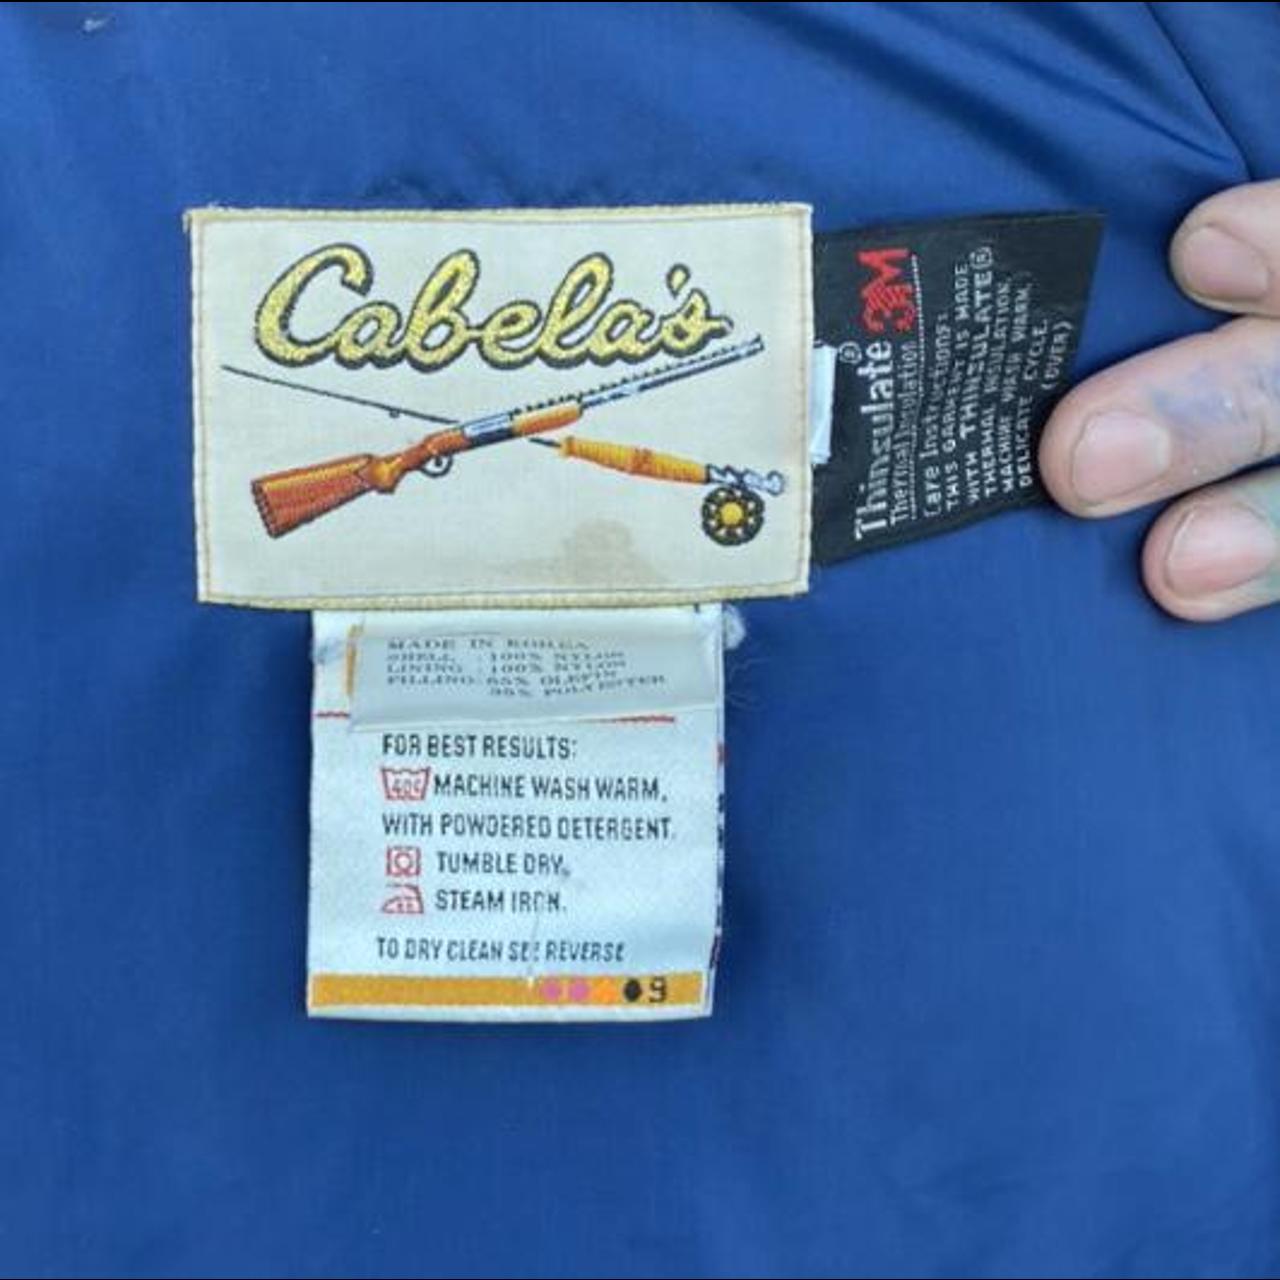 Cabela's
3M
Thinsulate®
Thermal Insulation
Care Instructions:
THIS GARMENT IS MADE
WITH THINSULATE®
THERMAL INSULATION.
MACHINE WASH WARM,
DELICATE CYCLE.
(OVER)
MADE IN KOREA
SHELL : 100% NYLON
LINING : 100% NYLON
FILLING: 65% OLEFIN
35% POLYESTER
FOR BEST RESULTS:
40C MACHINE WASH WARM,
WITH POWDERED DETERGENT.
TUMBLE DRY,
STEAM IRON.
TO DRY CLEAN SEE REVERSE
9